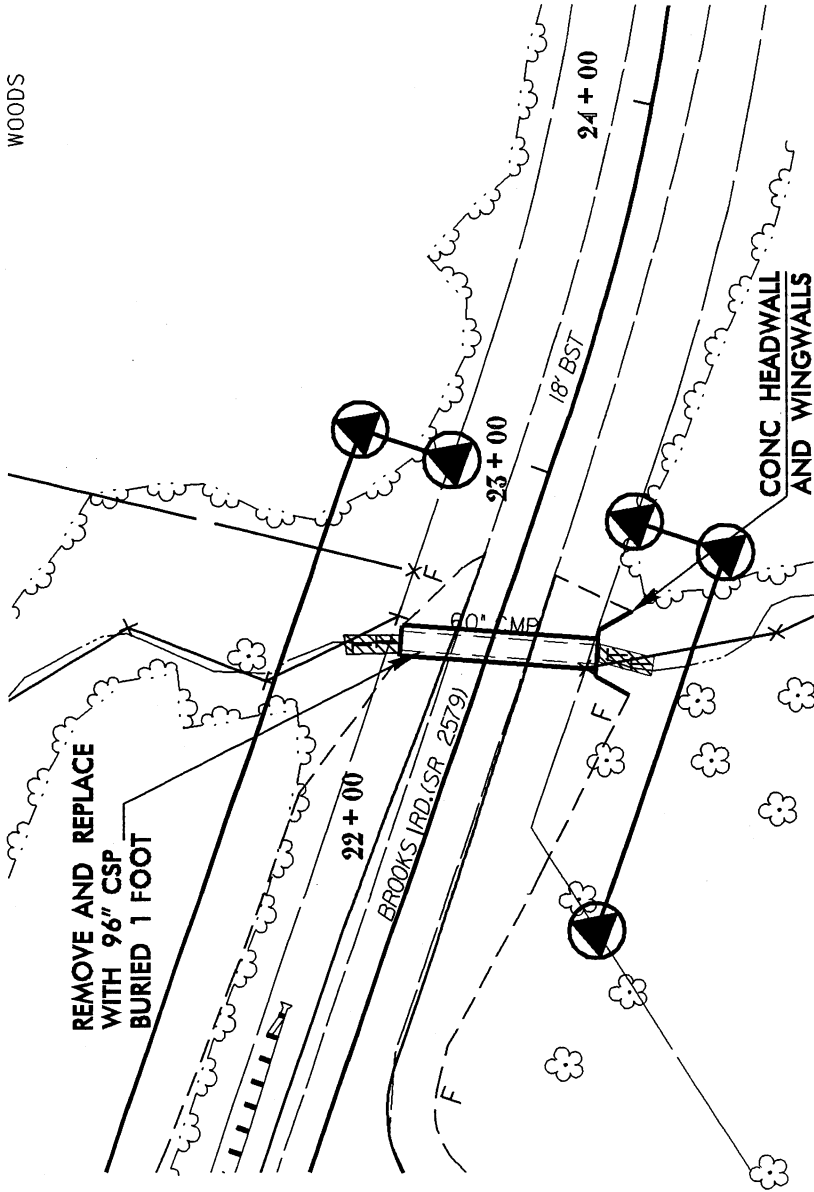 WOODS
REMOVE AND REPLACE
WITH 96" CSP
BURIED 1 FOOT
22 + 00
BROOKS RD.(SR 2579)
60" CMP
F
F
F
23 + 00
18' BST
24 + 00
CONC HEADWALL
AND WINGWALLS